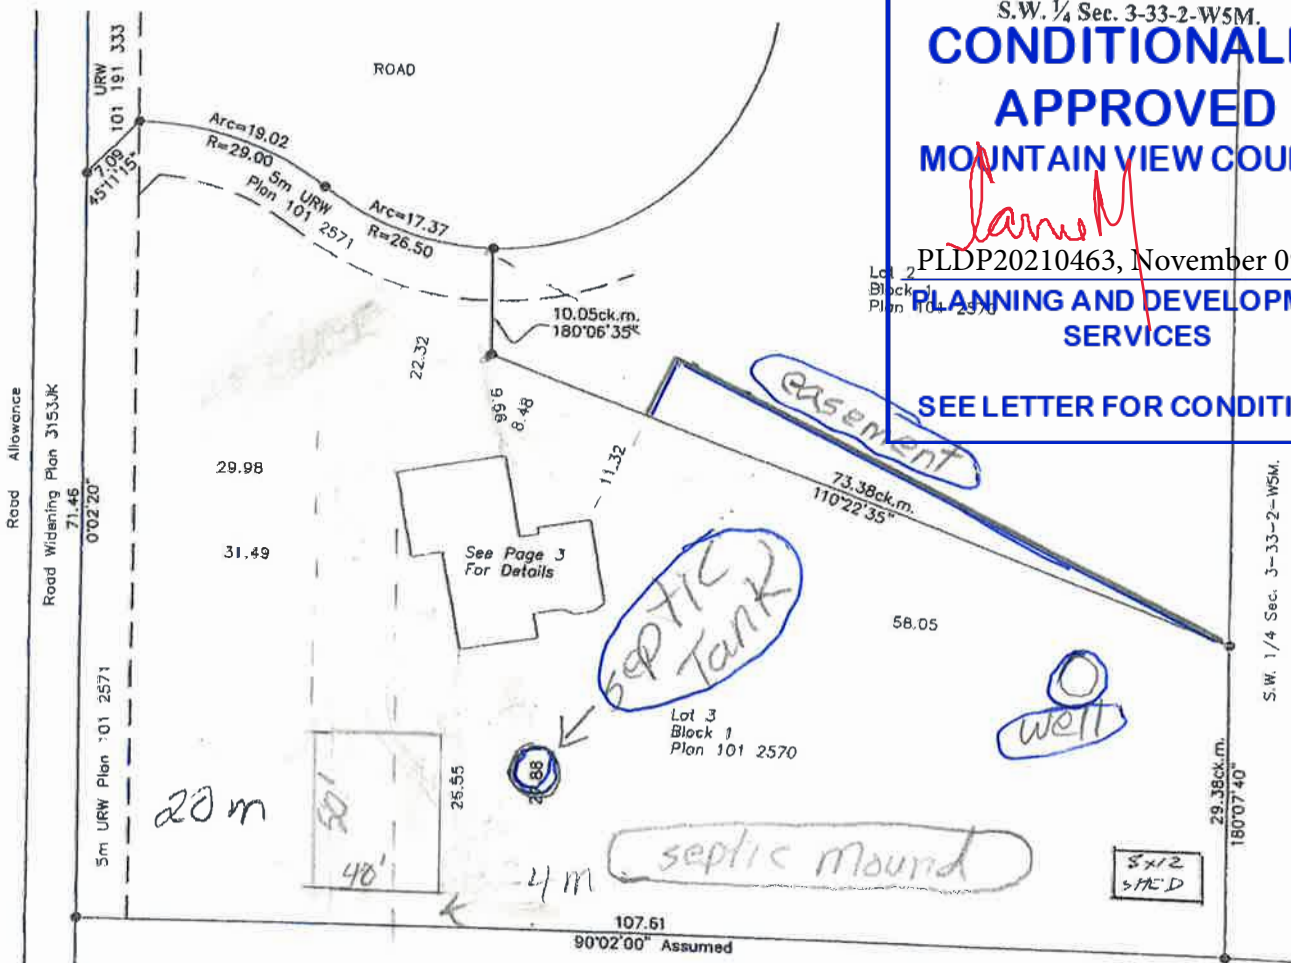 S.W. ¼ Sec. 3-33-2-W5M.
CONDITIONALL
APPROVED
MOUNTAIN VIEW COU
PLDP20210463, November 0
PLANNING AND DEVELOPM
SERVICES
SEE LETTER FOR CONDITI
Lot 2
Block 1
Plan 101 2570
ROAD
URW
101 191 333
7.09
45°11'15"
Arc=19.02
R=29.00
5m URW
Plan 101 2571
Arc=17.37
R=26.50
10.05ck.m.
180°06'35"
22.32
9.68
8.48
11.32
easement
73.38ck.m.
110°22'35"
Road Allowance
Road Widening Plan 3153JK
71.46
0°02'20"
29.98
31.49
See Page 3
For Details
septic
Tank
58.05
well
S.W. 1/4 Sec. 3-33-2-W5M.
Lot 3
Block 1
Plan 101 2570
5m URW Plan 101 2571
20 m
50'
40'
25.55
88
4 m
septic mound
8x12
SHED
29.38ck.m.
180°07'40"
107.61
90°02'00" Assumed